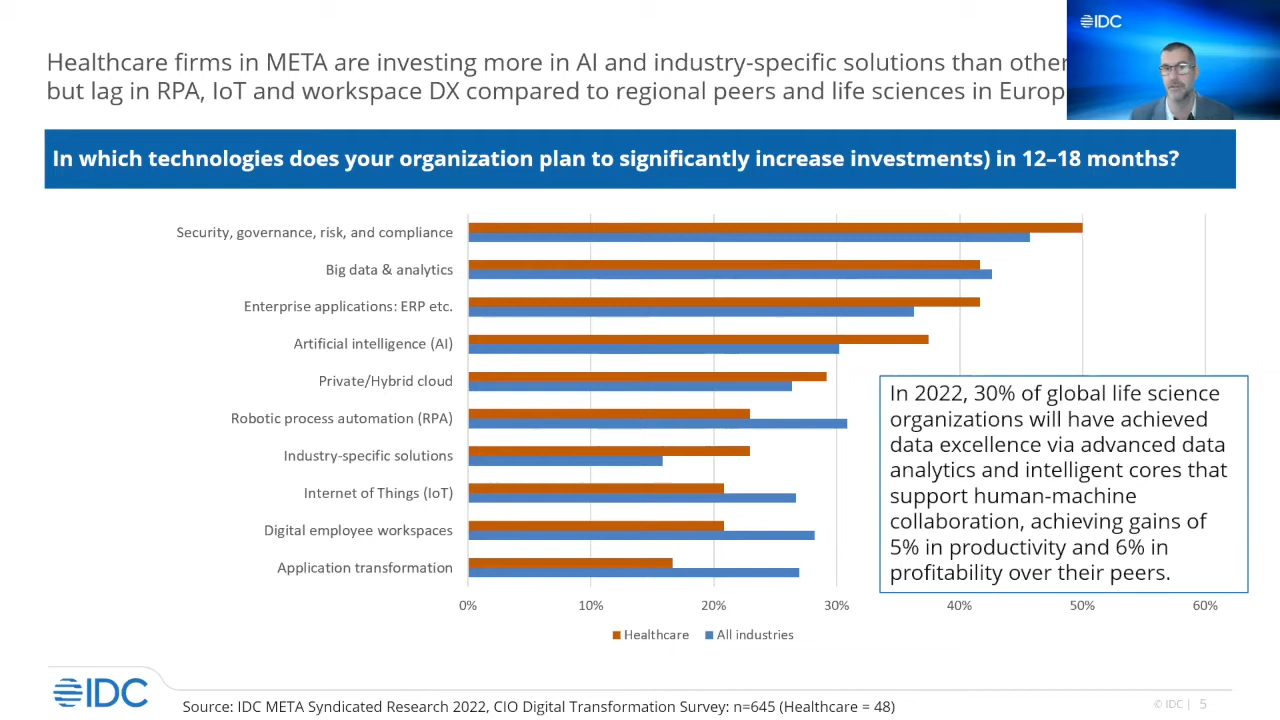 IDC
Healthcare firms in META are investing more in AI and industry-specific solutions than other
but lag in RPA, IoT and workspace DX compared to regional peers and life sciences in Europ
In which technologies does your organization plan to significantly increase investments) in 12–18 months?
Security, governance, risk, and compliance
Big data & analytics
Enterprise applications: ERP etc.
Artificial intelligence (AI)
Private/Hybrid cloud
Robotic process automation (RPA)
Industry-specific solutions
Internet of Things (IoT)
Digital employee workspaces
Application transformation
0% 10% 20% 30% 40% 50% 60%
Healthcare All industries
In 2022, 30% of global life science
organizations will have achieved
data excellence via advanced data
analytics and intelligent cores that
support human-machine
collaboration, achieving gains of
5% in productivity and 6% in
profitability over their peers.
IDC
Source: IDC META Syndicated Research 2022, CIO Digital Transformation Survey: n=645 (Healthcare = 48)
© IDC | 5